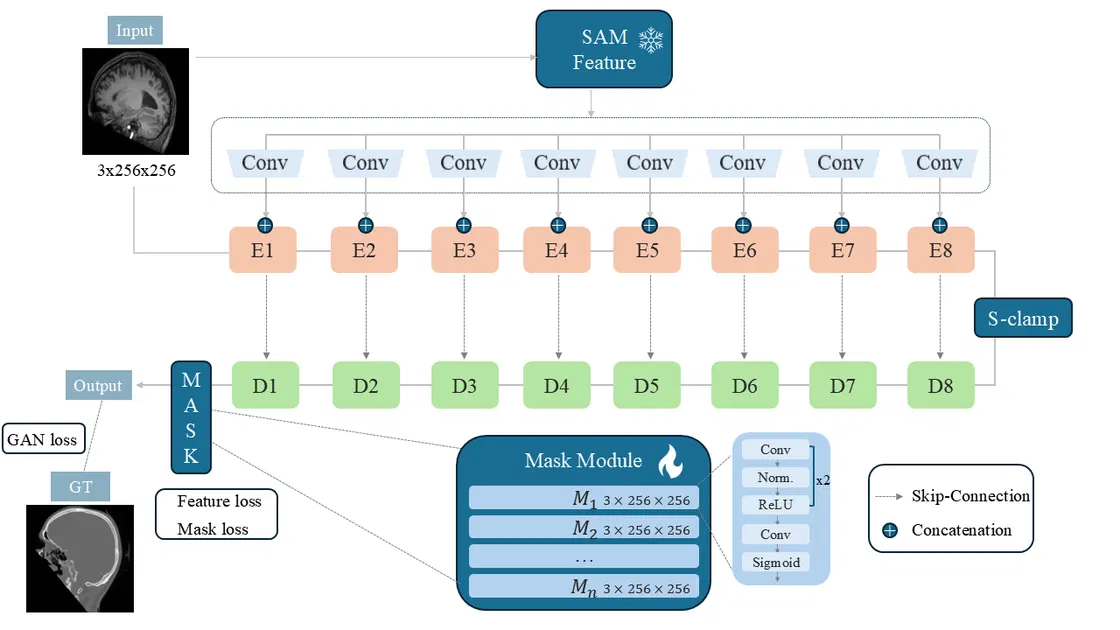 Input
SAM
Feature
3x256x256
Conv Conv Conv Conv Conv Conv Conv Conv
E1 E2 E3 E4 E5 E6 E7 E8
S-clamp
Output
MASK
D1 D2 D3 D4 D5 D6 D7 D8
GAN loss
GT
Feature loss
Mask loss
Mask Module
M1 3 × 256 × 256
M2 3 × 256 × 256
...
Mn 3 × 256 × 256
Conv
Norm.
x2
ReLU
Conv
Sigmoid
Skip-Connection
Concatenation